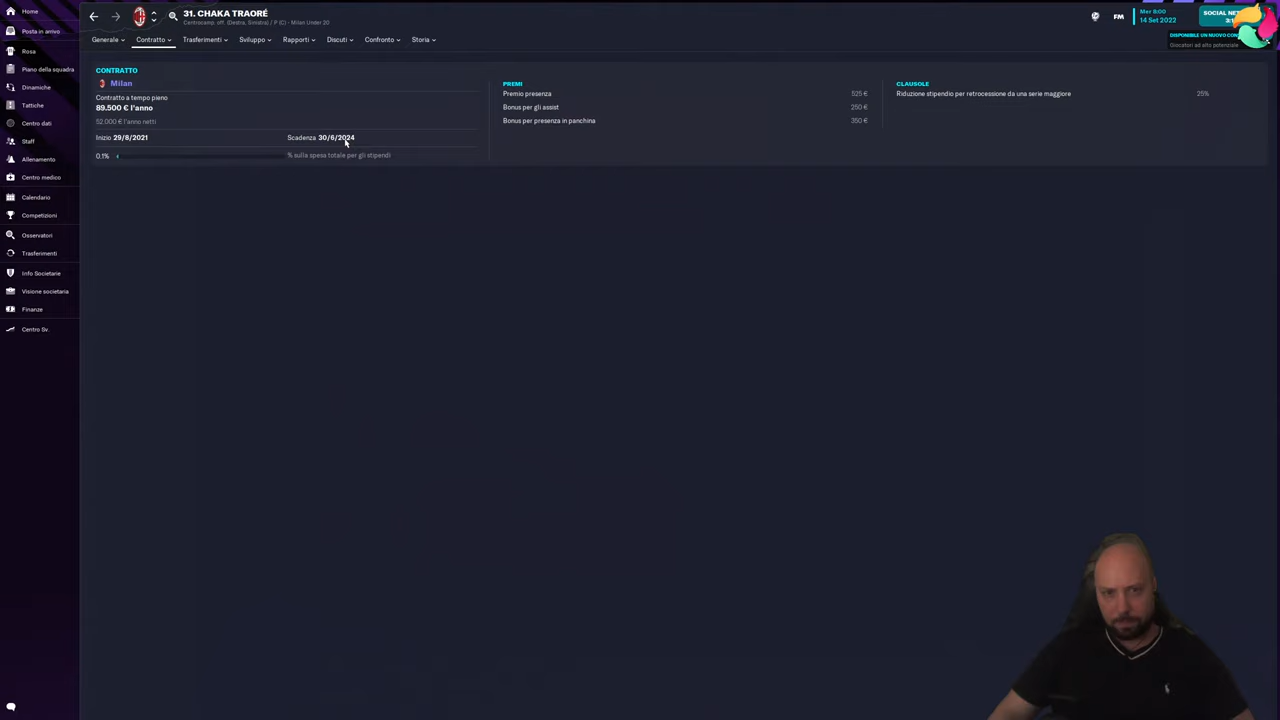 31. CHAKA TRAORÉ
Centrocamp. off. (Destra, Sinistra) / P (C) - Milan Under 20
FM
Mer 8:00
14 Set 2022
SOCIAL NET
DISPONIBILE UN NUOVO CON
Giocatori ad alto potenziale
Generale
Contratto
Trasferimenti
Sviluppo
Rapporti
Discuti
Confronto
Storia
Home
Posta in arrivo
Rosa
Piano della squadra
Dinamiche
Tattiche
Centro dati
Staff
Allenamento
Centro medico
Calendario
Competizioni
Osservatori
Trasferimenti
Info Societarie
Visione societaria
Finanze
Centro Sv.
CONTRATTO
Milan
Contratto a tempo pieno
89.500 € l'anno
52.000 € l'anno netti
Inizio 29/8/2021
Scadenza 30/6/2024
0.1%
% sulla spesa totale per gli stipendi
PREMI
Premio presenza 525 €
Bonus per gli assist 250 €
Bonus per presenza in panchina 350 €
CLAUSOLE
Riduzione stipendio per retrocessione da una serie maggiore 25%